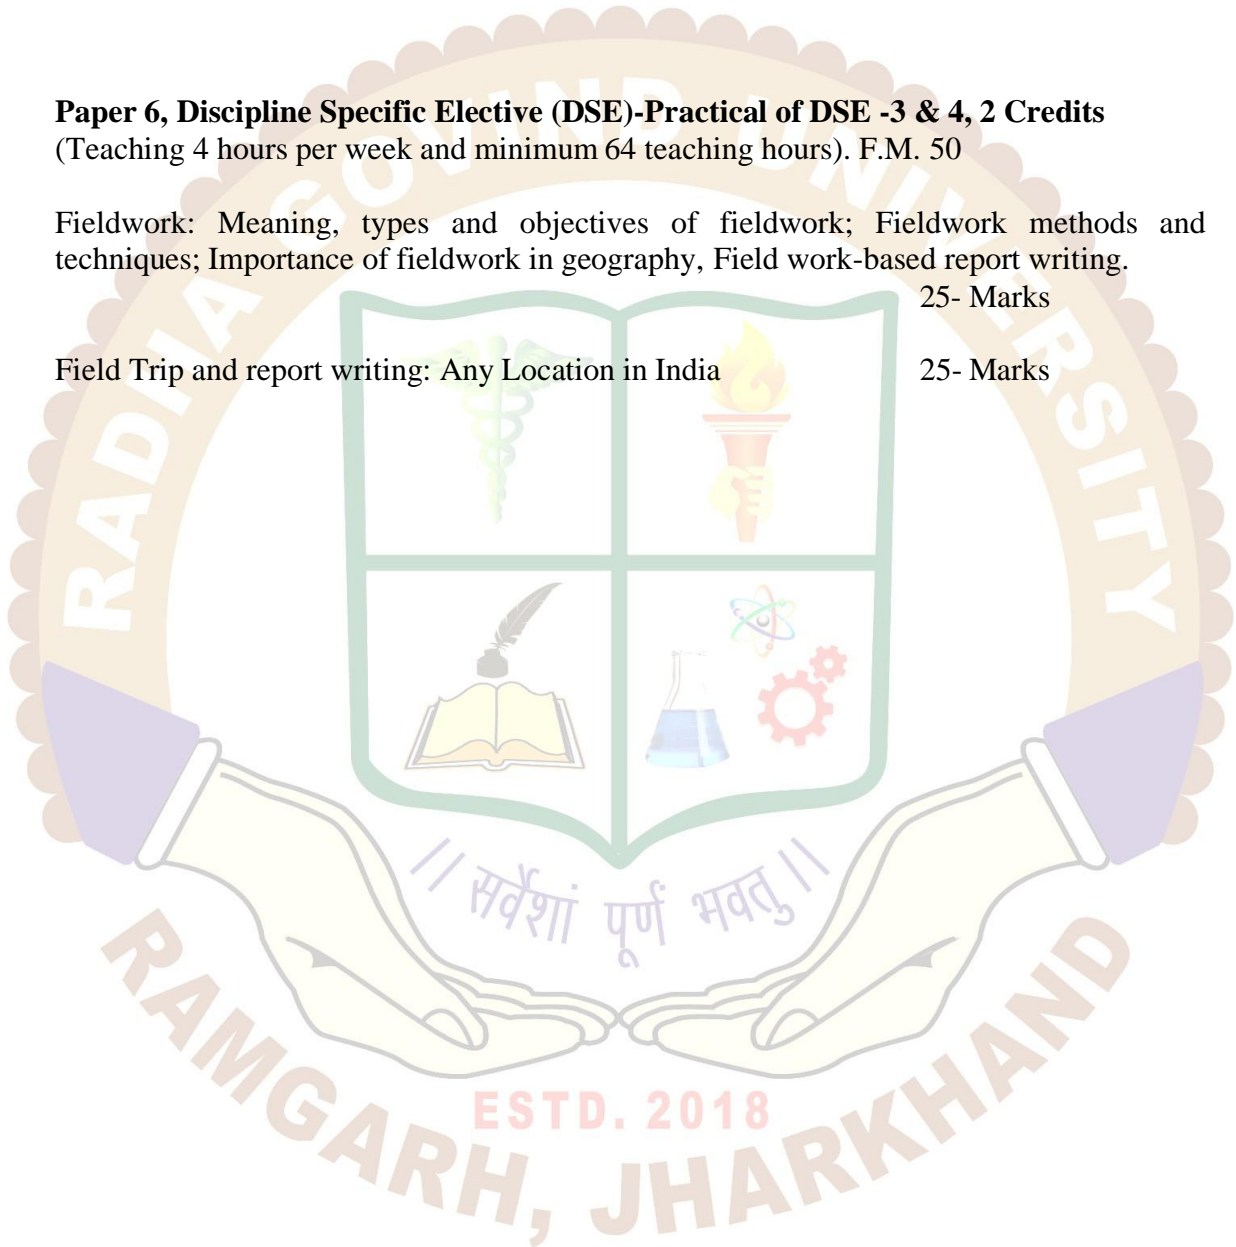 Paper 6, Discipline Specific Elective (DSE)-Practical of DSE -3 & 4, 2 Credits
(Teaching 4 hours per week and minimum 64 teaching hours). F.M. 50
Fieldwork: Meaning, types and objectives of fieldwork; Fieldwork methods and
techniques; Importance of fieldwork in geography, Field work-based report writing.
25- Marks
Field Trip and report writing: Any Location in India 25- Marks
RADHA GOVIND UNIVERSITY
|| सर्वेशां पूर्ण भवतु ||
ESTD. 2018
RAMGARH, JHARKHAND